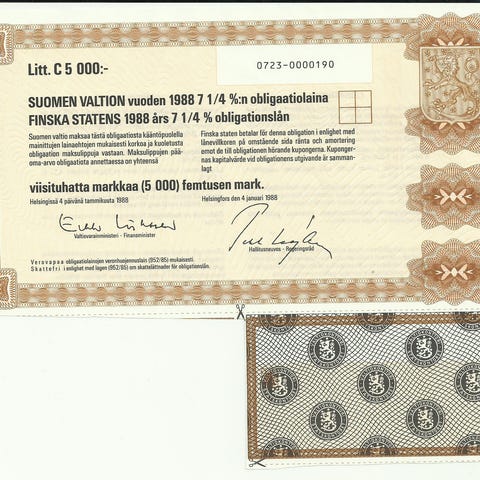 Litt. C 5 000:-
0723-0000190
SUOMEN VALTION vuoden 1988 7 1/4 %:n obligaatiolaina
FINSKA STATENS 1988 års 7 1/4 % obligationslån
Suomen valtio maksaa tästä obligaatiosta kääntöpuolella
mainittujen lainaehtojen mukaisesti korkoa ja kuoletusta
obligaation maksulippuja vastaan. Maksulippujen pää-
oma-arvo obligaatiota annettaessa on yhteensä
Finska staten betalar för denna obligation i enlighet med
lånevillkoren på omstående sida ränta och amortering
emot de till obligationen hörande kupongerna. Kuponger-
nas kapitalvärde vid obligationens utgivande är samman-
lagt
viisituhatta markkaa (5 000) femtusen mark.
Helsingissä 4 päivänä tammikuuta 1988
Helsingfors den 4 januari 1988
Valtiovarainministeri - Finansminister
Hallitusneuvos - Regeringsråd
Verovapaa obligaatiolainojen veronhuojennuslain (952/85) mukaisesti.
Skattefri i enlighet med lagen (952/85) om skattelättnader för obligationslån.